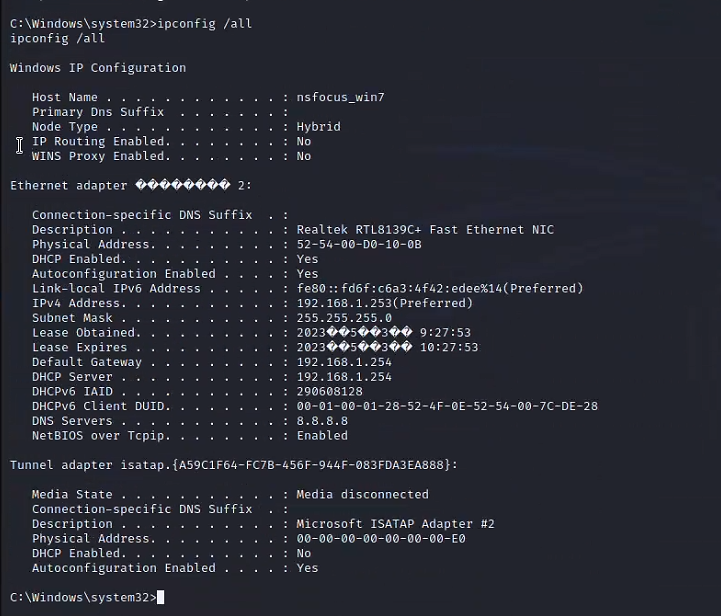 C:\Windows\system32>ipconfig /all
ipconfig /all
Windows IP Configuration
Host Name . . . . . . . . . . . . : nsfocus_win7
Primary Dns Suffix  . . . . . . . :
Node Type . . . . . . . . . . . . : Hybrid
IP Routing Enabled. . . . . . . . : No
WINS Proxy Enabled. . . . . . . . : No
Ethernet adapter �������� 2:
Connection-specific DNS Suffix  . :
Description . . . . . . . . . . . : Realtek RTL8139C+ Fast Ethernet NIC
Physical Address. . . . . . . . . : 52-54-00-D0-10-0B
DHCP Enabled. . . . . . . . . . . : Yes
Autoconfiguration Enabled . . . . : Yes
Link-local IPv6 Address . . . . . : fe80::fd6f:c6a3:4f42:edee%14(Preferred)
IPv4 Address. . . . . . . . . . . : 192.168.1.253(Preferred)
Subnet Mask . . . . . . . . . . . : 255.255.255.0
Lease Obtained. . . . . . . . . . : 2023��5��3�� 9:27:53
Lease Expires . . . . . . . . . . : 2023��5��3�� 10:27:53
Default Gateway . . . . . . . . . : 192.168.1.254
DHCP Server . . . . . . . . . . . : 192.168.1.254
DHCPv6 IAID . . . . . . . . . . . : 290608128
DHCPv6 Client DUID. . . . . . . . : 00-01-00-01-28-52-4F-0E-52-54-00-7C-DE-28
DNS Servers . . . . . . . . . . . : 8.8.8.8
NetBIOS over Tcpip. . . . . . . . : Enabled
Tunnel adapter isatap.{A59C1F64-FC7B-456F-944F-083FDA3EA888}:
Media State . . . . . . . . . . . : Media disconnected
Connection-specific DNS Suffix  . :
Description . . . . . . . . . . . : Microsoft ISATAP Adapter #2
Physical Address. . . . . . . . . : 00-00-00-00-00-00-00-E0
DHCP Enabled. . . . . . . . . . . : No
Autoconfiguration Enabled . . . . : Yes
C:\Windows\system32>